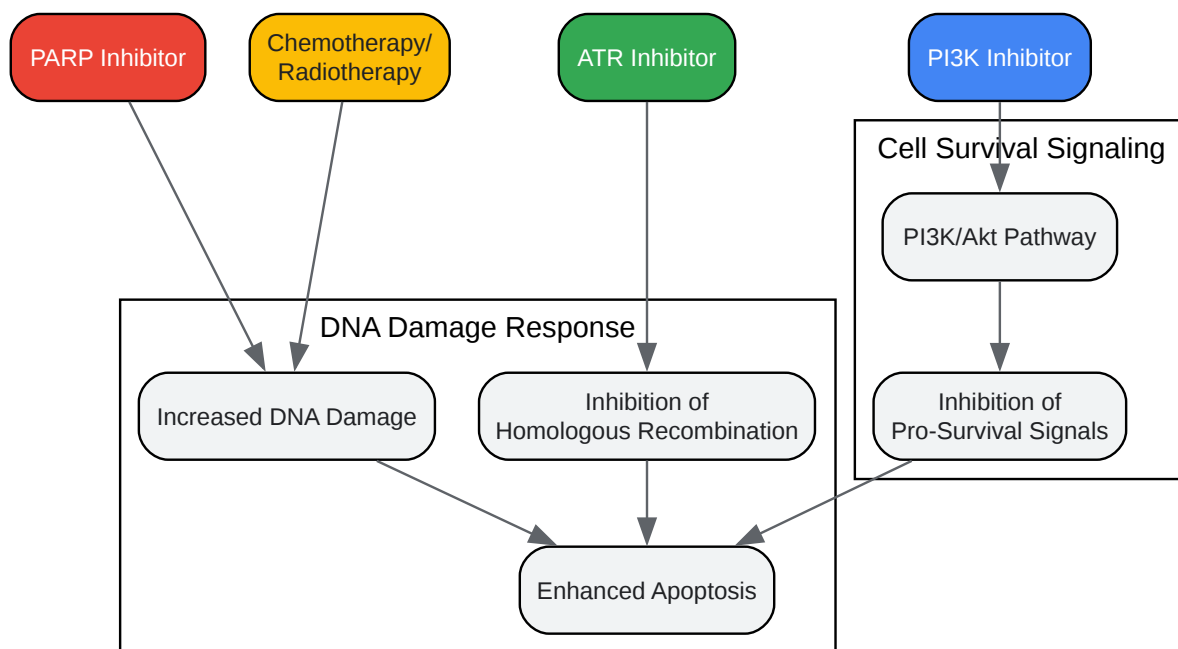 PARP Inhibitor
Chemotherapy/
Radiotherapy
ATR Inhibitor
PI3K Inhibitor
Cell Survival Signaling
PI3K/Akt Pathway
DNA Damage Response
Increased DNA Damage
Inhibition of
Homologous Recombination
Inhibition of
Pro-Survival Signals
Enhanced Apoptosis